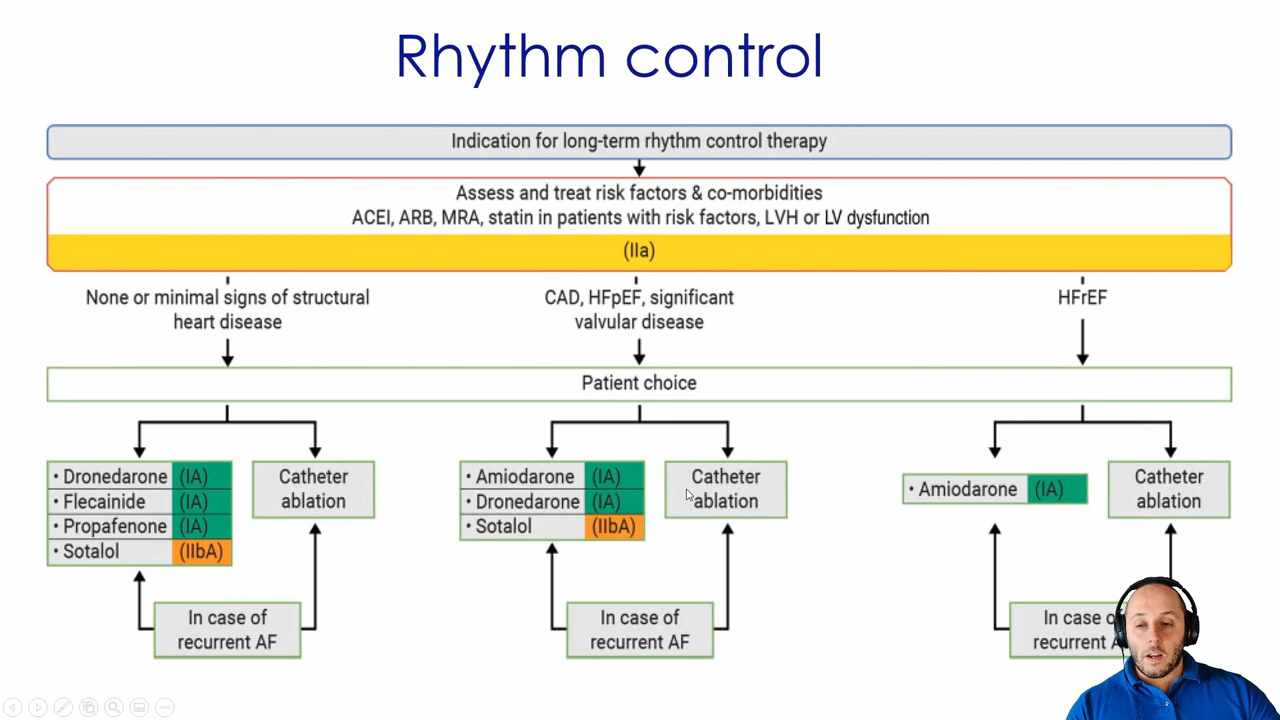 Rhythm control
Indication for long-term rhythm control therapy
Assess and treat risk factors & co-morbidities
ACEI, ARB, MRA, statin in patients with risk factors, LVH or LV dysfunction
(IIa)
None or minimal signs of structural
heart disease
CAD, HFpEF, significant
valvular disease
HFrEF
Patient choice
• Dronedarone (IA)
• Flecainide (IA)
• Propafenone (IA)
• Sotalol (IIbA)
Catheter
ablation
• Amiodarone (IA)
• Dronedarone (IA)
• Sotalol (IIbA)
Catheter
ablation
• Amiodarone (IA)
Catheter
ablation
In case of
recurrent AF
In case of
recurrent AF
In case